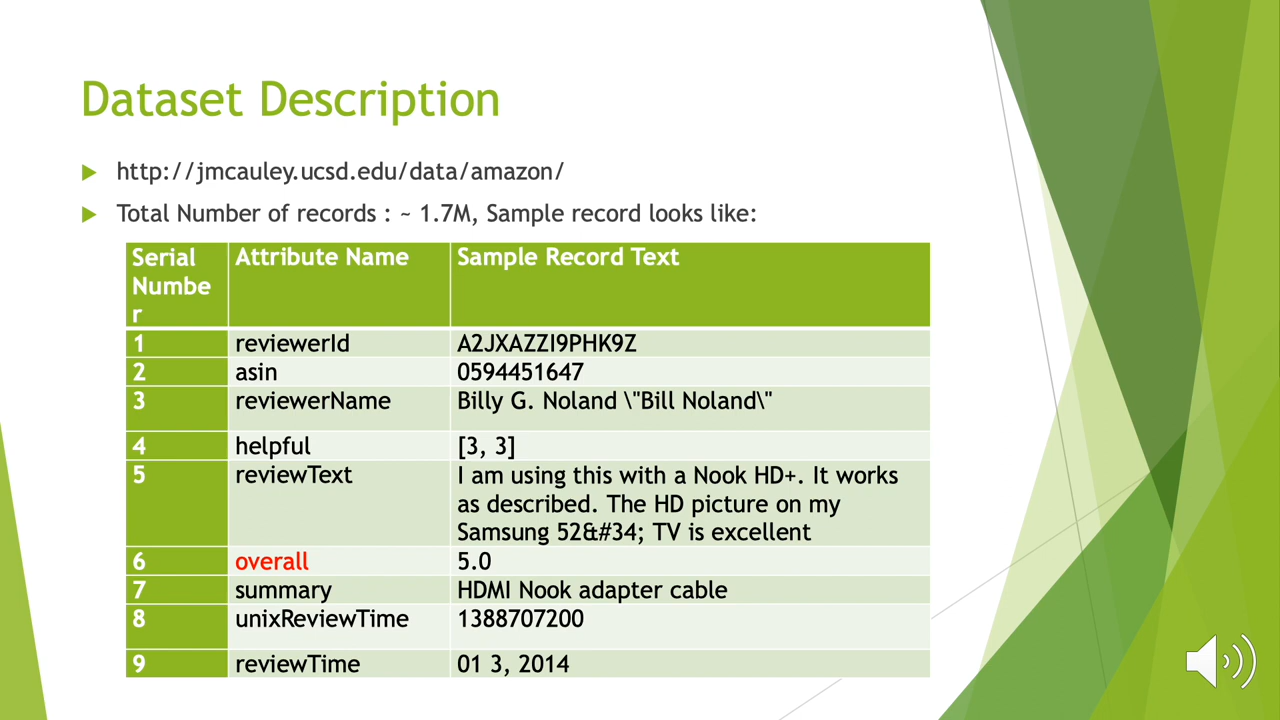 Dataset Description
http://jmcauley.ucsd.edu/data/amazon/
Total Number of records : ~ 1.7M, Sample record looks like:
Serial Numbe r Attribute Name Sample Record Text
1 reviewerId A2JXAZZI9PHK9Z
2 asin 0594451647
3 reviewerName Billy G. Noland \"Bill Noland\"
4 helpful [3, 3]
5 reviewText I am using this with a Nook HD+. It works
as described. The HD picture on my
Samsung 52&#34; TV is excellent
6 overall 5.0
7 summary HDMI Nook adapter cable
8 unixReviewTime 1388707200
9 reviewTime 01 3, 2014